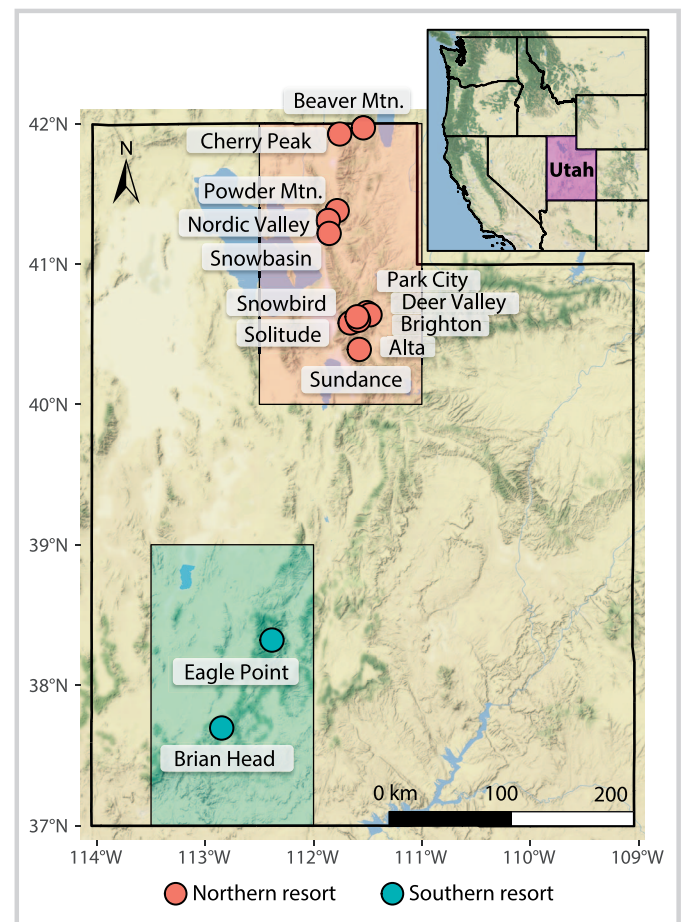 Beaver Mtn.
42°N
Cherry Peak
N
Utah
Powder Mtn.
Nordic Valley
Snowbasin
41°N
Park City
Snowbird
Deer Valley
Solitude
Brighton
Alta
Sundance
40°N
39°N
Eagle Point
38°N
Brian Head
0 km 100 200
37°N
114°W 113°W 112°W 111°W 110°W 109°W
Northern resort Southern resort